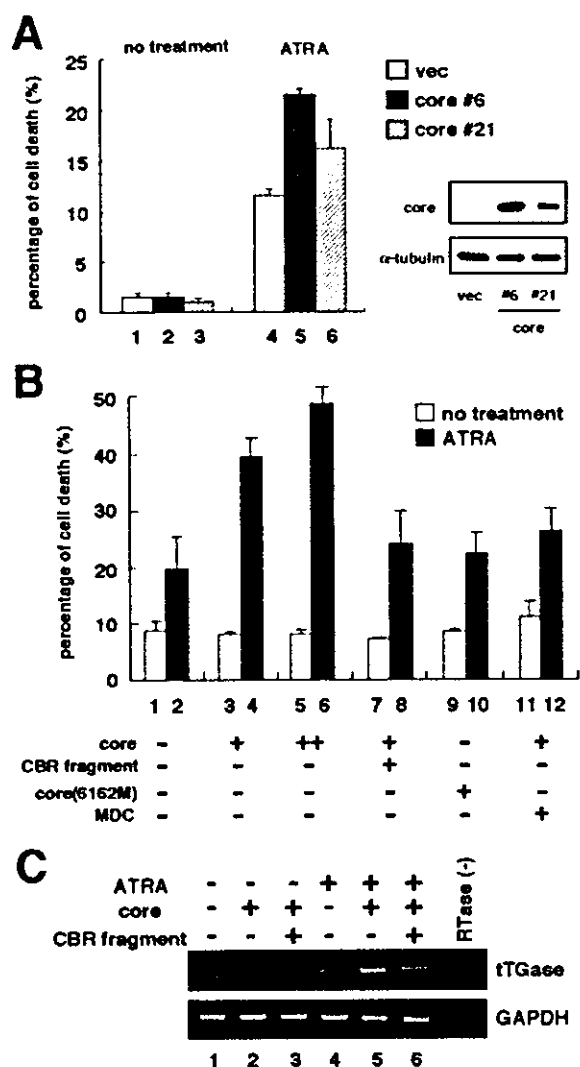 A
no treatment ATRA
percentage of cell death (%)
25
20
15
10
5
0
1 2 3 4 5 6
vec
core #6
core #21
core
α-tubulin
vec #6 #21
core
B
percentage of cell death (%)
50
40
30
20
10
0
no treatment
ATRA
1 2 3 4 5 6 7 8 9 10 11 12
core - + ++ + - +
CBR fragment - - - + - -
core(6162M) - - - - + -
MDC - - - - - +
C
ATRA - - - + + +
core - + + - + +
CBR fragment - - + - - +
RTase (-)
tTGase
GAPDH
1 2 3 4 5 6